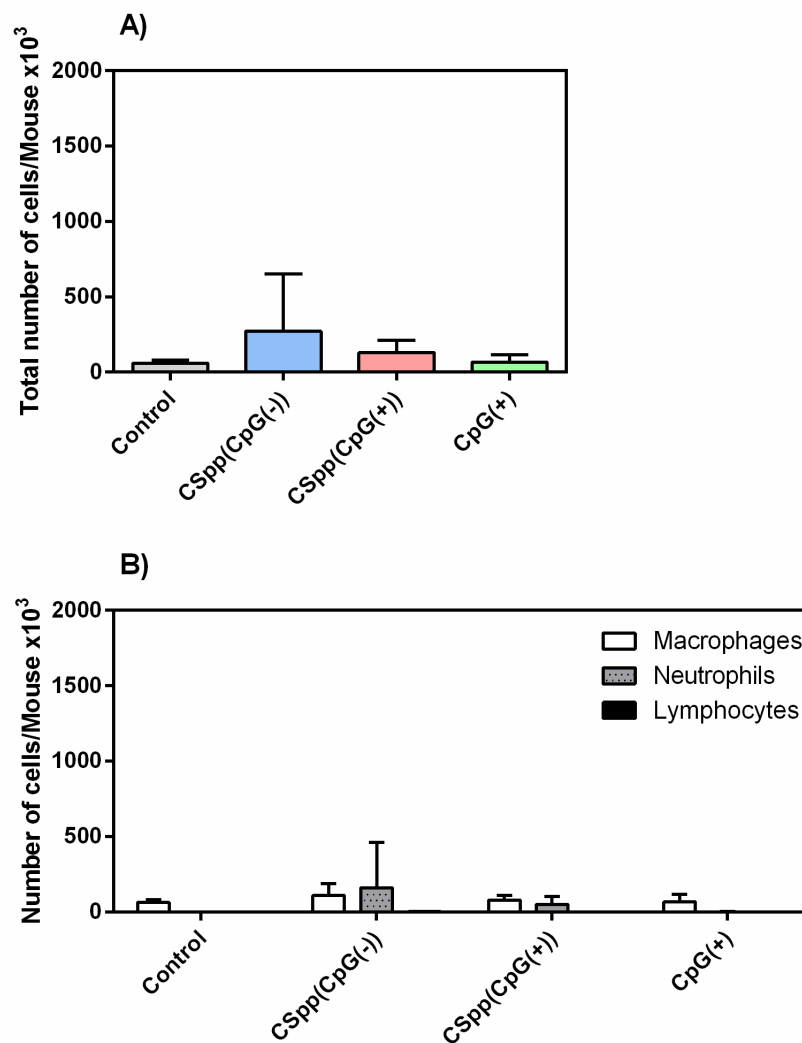 A)
Total number of cells/Mouse x10³
2000
1500
1000
500
0
Control
CSpp(CpG(-))
CSpp(CpG(+))
CpG(+)
B)
Number of cells/Mouse x10³
2000
1500
1000
500
0
Macrophages
Neutrophils
Lymphocytes
Control
CSpp(CpG(-))
CSpp(CpG(+))
CpG(+)